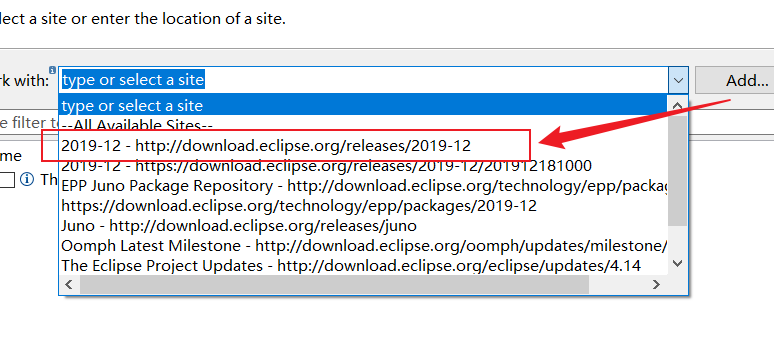 lect a site or enter the location of a site.
rk with: type or select a site Add...
type or select a site
--All Available Sites--
e filter
2019-12 - http://download.eclipse.org/releases/2019-12
me
2019-12 - https://download.eclipse.org/releases/2019-12/201912181000
Th
EPP Juno Package Repository - http://download.eclipse.org/technology/epp/packag
https://download.eclipse.org/technology/epp/packages/2019-12
Juno - http://download.eclipse.org/releases/juno
Oomph Latest Milestone - http://download.eclipse.org/oomph/updates/milestone/
The Eclipse Project Updates - http://download.eclipse.org/eclipse/updates/4.14